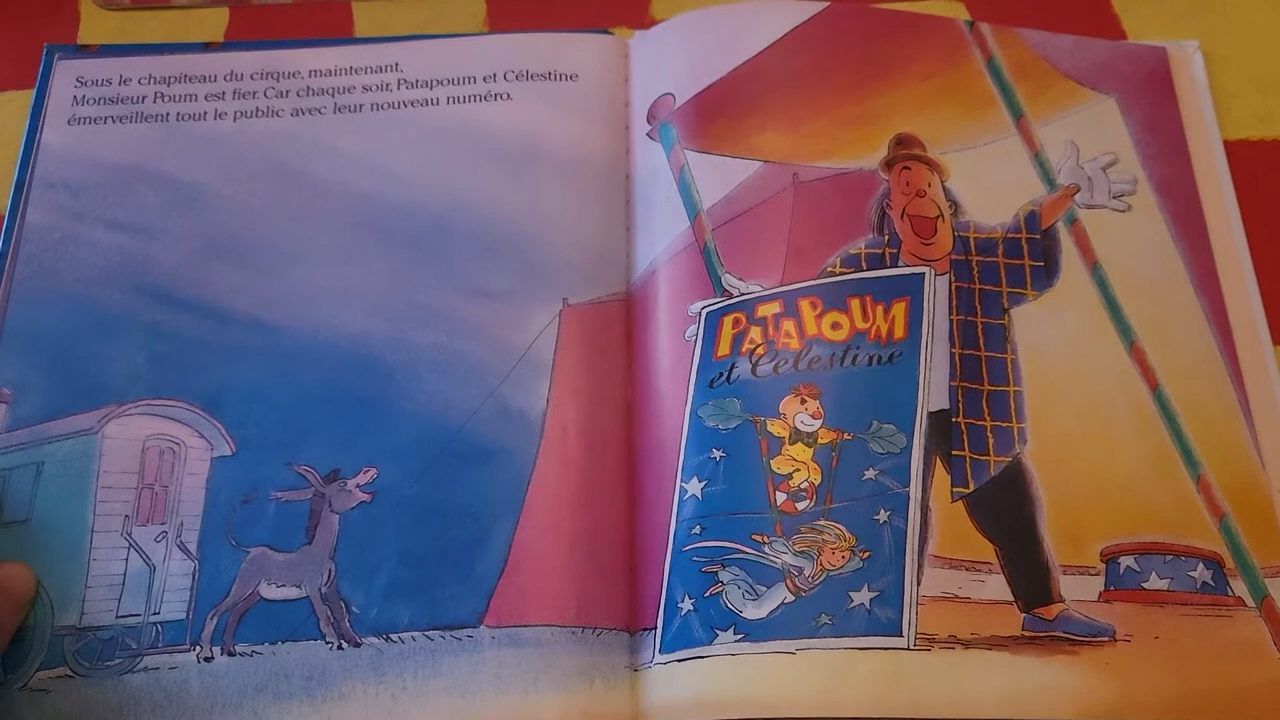 Sous le chapiteau du cirque, maintenant,
Monsieur Poum est fier. Car chaque soir, Patapoum et Célestine
émerveillent tout le public avec leur nouveau numéro.
PATAPOUM
et Célestine